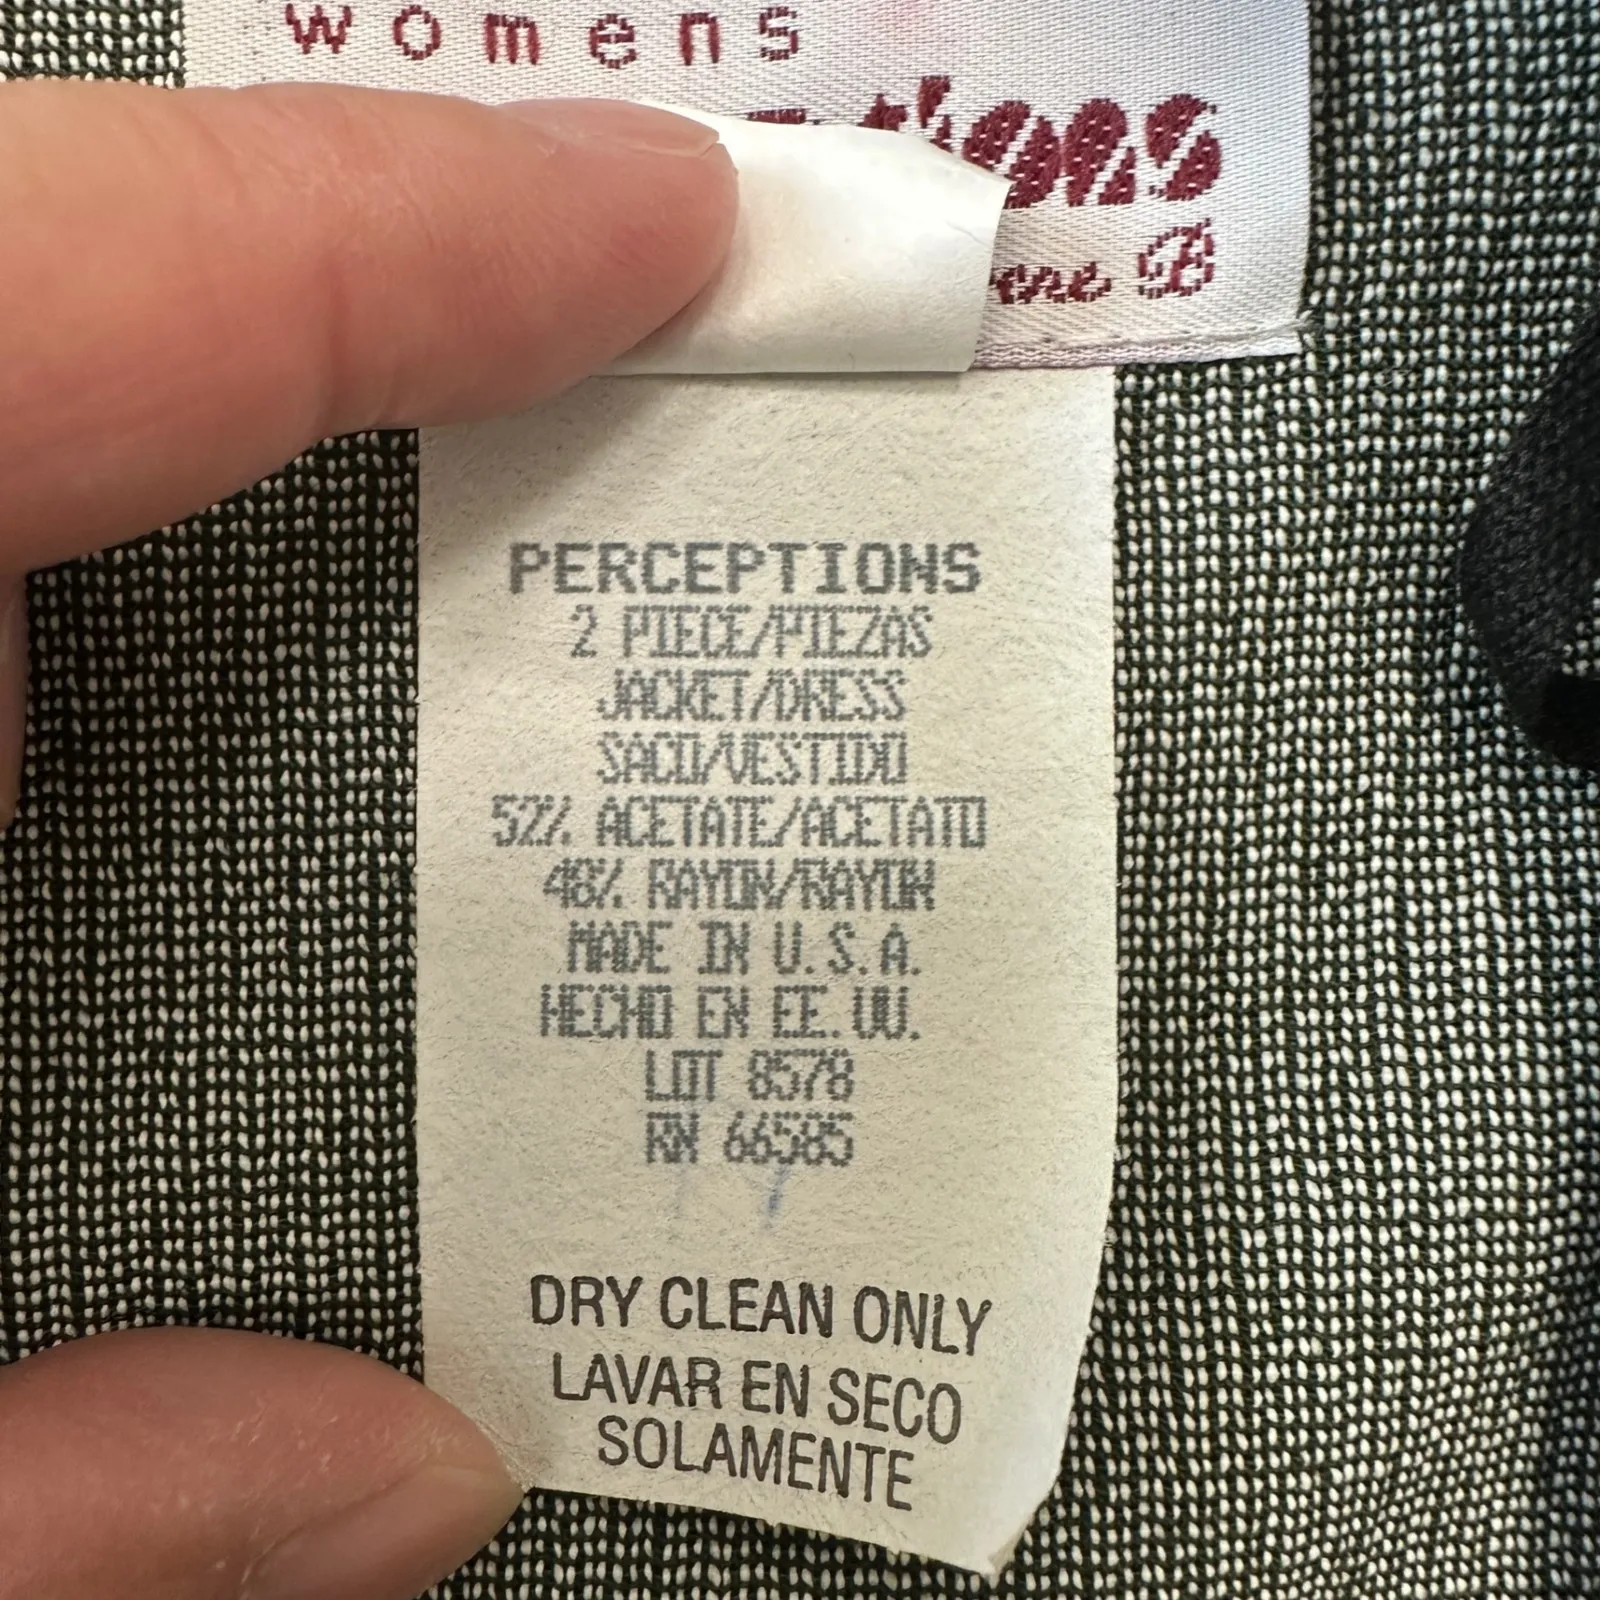 womens
PERCEPTIONS
2 PIECE/PIEZAS
JACKET/DRESS
SACO/VESTIDO
52% ACETATE/ACETATO
48% RAYON/RAYON
MADE IN U.S.A.
HECHO EN EE.UU.
LOT 8578
RN 66585
DRY CLEAN ONLY
LAVAR EN SECO
SOLAMENTE